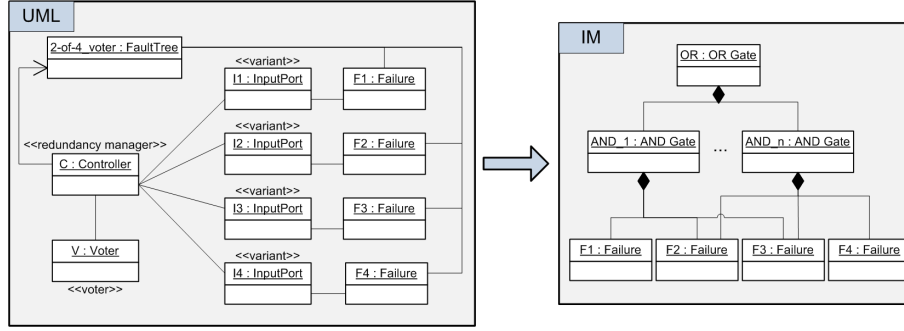 UML
2-of-4_voter : FaultTree
<<variant>>
I1 : InputPort
F1 : Failure
<<variant>>
I2 : InputPort
F2 : Failure
<<redundancy manager>>
C : Controller
<<variant>>
I3 : InputPort
F3 : Failure
V : Voter
<<voter>>
<<variant>>
I4 : InputPort
F4 : Failure
IM
OR : OR Gate
AND_1 : AND Gate
...
AND_n : AND Gate
F1 : Failure
F2 : Failure
F3 : Failure
F4 : Failure